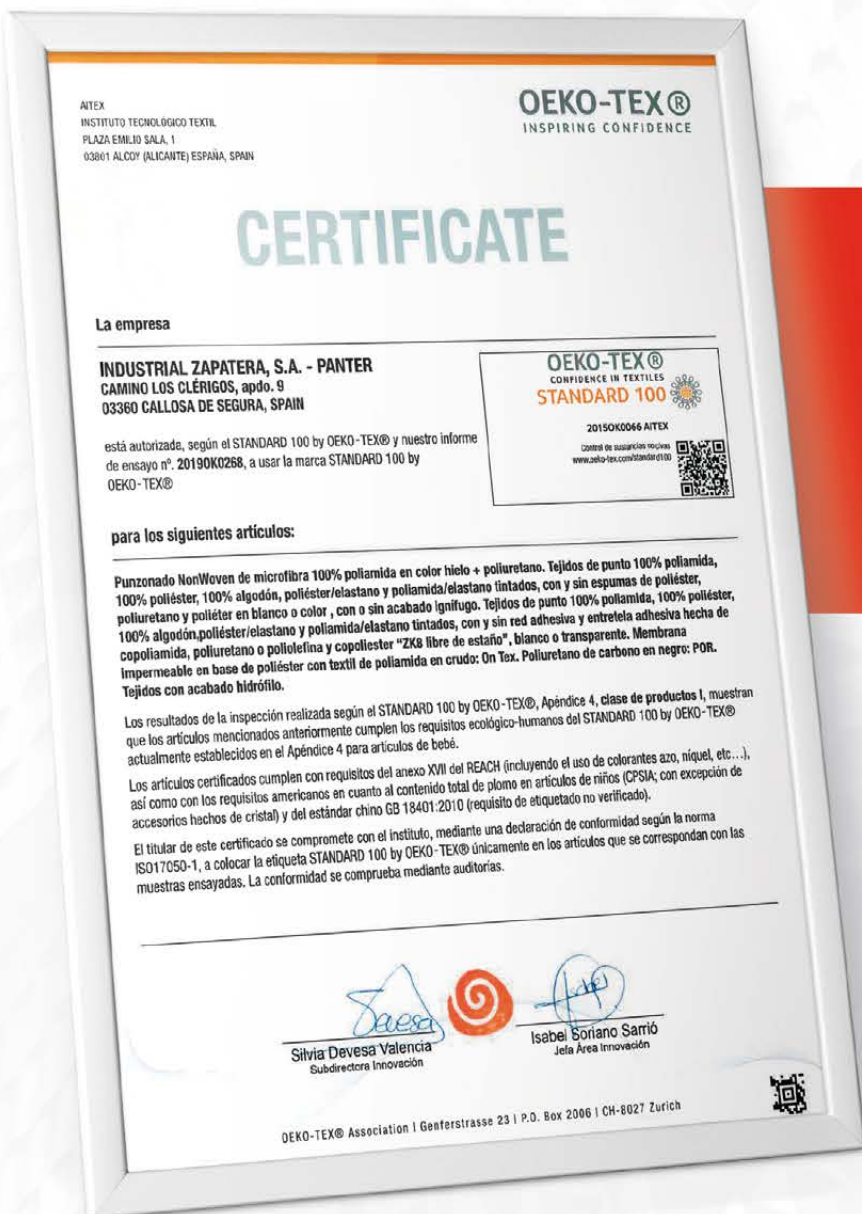 AITEX
INSTITUTO TECNOLÓGICO TEXTIL
PLAZA EMILIO SALA, 1
03801 ALCOY (ALICANTE) ESPAÑA, SPAIN
OEKO-TEX®
INSPIRING CONFIDENCE
CERTIFICATE
La empresa
INDUSTRIAL ZAPATERA, S.A. - PANTER
CAMINO LOS CLÉRIGOS, apdo. 9
03360 CALLOSA DE SEGURA, SPAIN
está autorizada, según el STANDARD 100 by OEKO-TEX® y nuestro informe
de ensayo nº. 2019OK0268, a usar la marca STANDARD 100 by
OEKO-TEX®
OEKO-TEX®
CONFIDENCE IN TEXTILES
STANDARD 100
2015OK0066 AITEX
Control de sustancias nocivas
www.oeko-tex.com/standard100
para los siguientes artículos:
Punzonado NonWoven de microfibra 100% poliamida en color hielo + poliuretano. Tejidos de punto 100% poliamida,
100% poliéster, 100% algodón, poliéster/elastano y poliamida/elastano tintados, con y sin espumas de poliéster,
poliuretano y poliéter en blanco o color , con o sin acabado ignífugo. Tejidos de punto 100% poliamida, 100% poliéster,
100% algodón,poliéster/elastano y poliamida/elastano tintados, con y sin red adhesiva y entretela adhesiva hecha de
copoliamida, poliuretano o poliolefina y copoliester “ZK8 libre de estaño”, blanco o transparente. Membrana
impermeable en base de poliéster con textil de poliamida en crudo: On Tex. Poliuretano de carbono en negro: POR.
Tejidos con acabado hidrófilo.
Los resultados de la inspección realizada según el STANDARD 100 by OEKO-TEX®, Apéndice 4, clase de productos I, muestran
que los artículos mencionados anteriormente cumplen los requisitos ecológico-humanos del STANDARD 100 by OEKO-TEX®
actualmente establecidos en el Apéndice 4 para artículos de bebé.
Los artículos certificados cumplen con requisitos del anexo XVII del REACH (incluyendo el uso de colorantes azo, níquel, etc…),
así como con los requisitos americanos en cuanto al contenido total de plomo en artículos de niños (CPSIA; con excepción de
accesorios hechos de cristal) y del estándar chino GB 18401:2010 (requisito de etiquetado no verificado).
El titular de este certificado se compromete con el instituto, mediante una declaración de conformidad según la norma
ISO17050-1, a colocar la etiqueta STANDARD 100 by OEKO-TEX® únicamente en los artículos que se correspondan con las
muestras ensayadas. La conformidad se comprueba mediante auditorías.
Devesa
Isabel
Silvia Devesa Valencia
Subdirectora Innovación
Isabel Soriano Sarrió
Jefa Área Innovación
OEKO-TEX® Association | Genferstrasse 23 | P.O. Box 2006 | CH-8027 Zurich